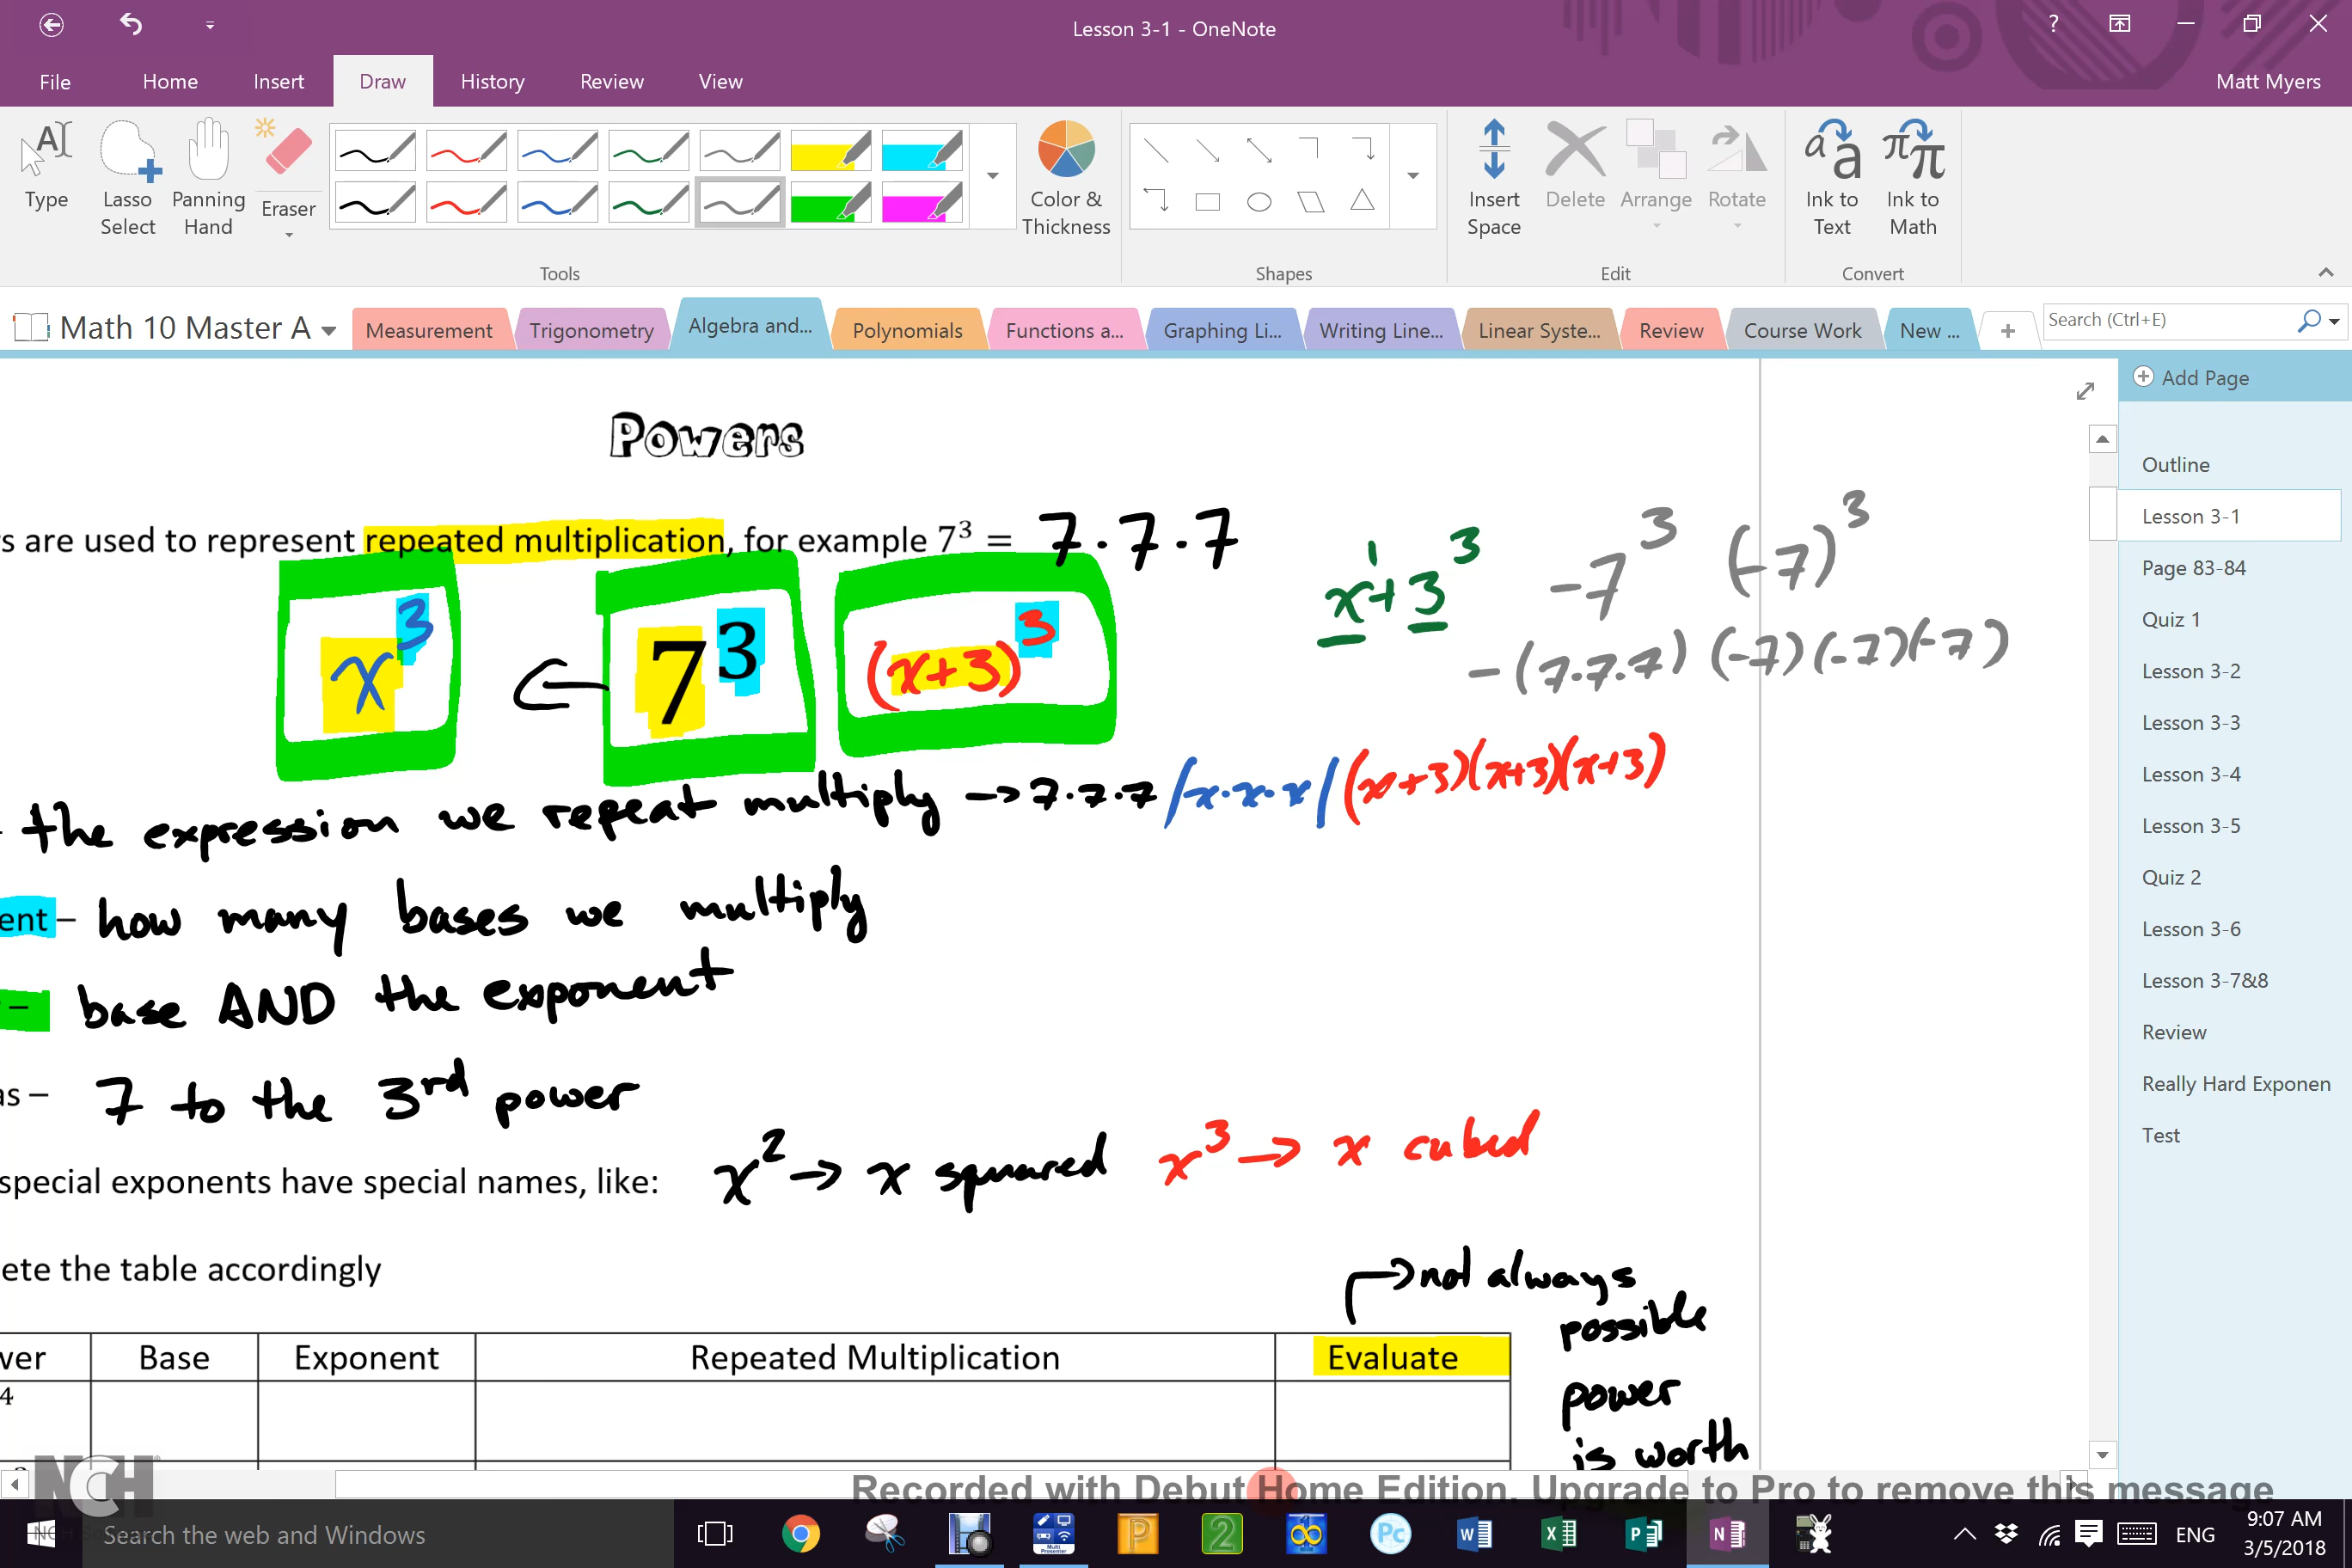 Lesson 3-1 - OneNote
?
File Home Insert Draw History Review View
Matt Myers
Type
Lasso Select
Panning Hand
Eraser
Color & Thickness
Insert Space
Delete
Arrange
Rotate
Ink to Text
Ink to Math
Tools Shapes Edit Convert
Math 10 Master A
Measurement Trigonometry Algebra and... Polynomials Functions a... Graphing Li... Writing Line... Linear Syste... Review Course Work New ... +
Search (Ctrl+E)
Add Page
Outline
Lesson 3-1
Page 83-84
Quiz 1
Lesson 3-2
Lesson 3-3
Lesson 3-4
Lesson 3-5
Quiz 2
Lesson 3-6
Lesson 3-7&8
Review
Really Hard Exponen
Test
Powers
s are used to represent repeated multiplication, for example 7³ = 7·7·7
x¹+3³ -7³ (-7)³
-(7·7·7) (-7)(-7)(-7)
x³ ← 7³ (x+3)³
- the expression we repeat multiply → 7·7·7 / x·x·x / (x+3)(x+3)(x+3)
ent – how many bases we multiply
– base AND the exponent
as – 7 to the 3rd power
special exponents have special names, like: x² → x squared x³ → x cubed
ete the table accordingly
→ not always
possible
power
is worth
wer Base Exponent Repeated Multiplication Evaluate
4
NCH
Recorded with Debut Home Edition. Upgrade to Pro to remove this message
Search the web and Windows
ENG
9:07 AM
3/5/2018